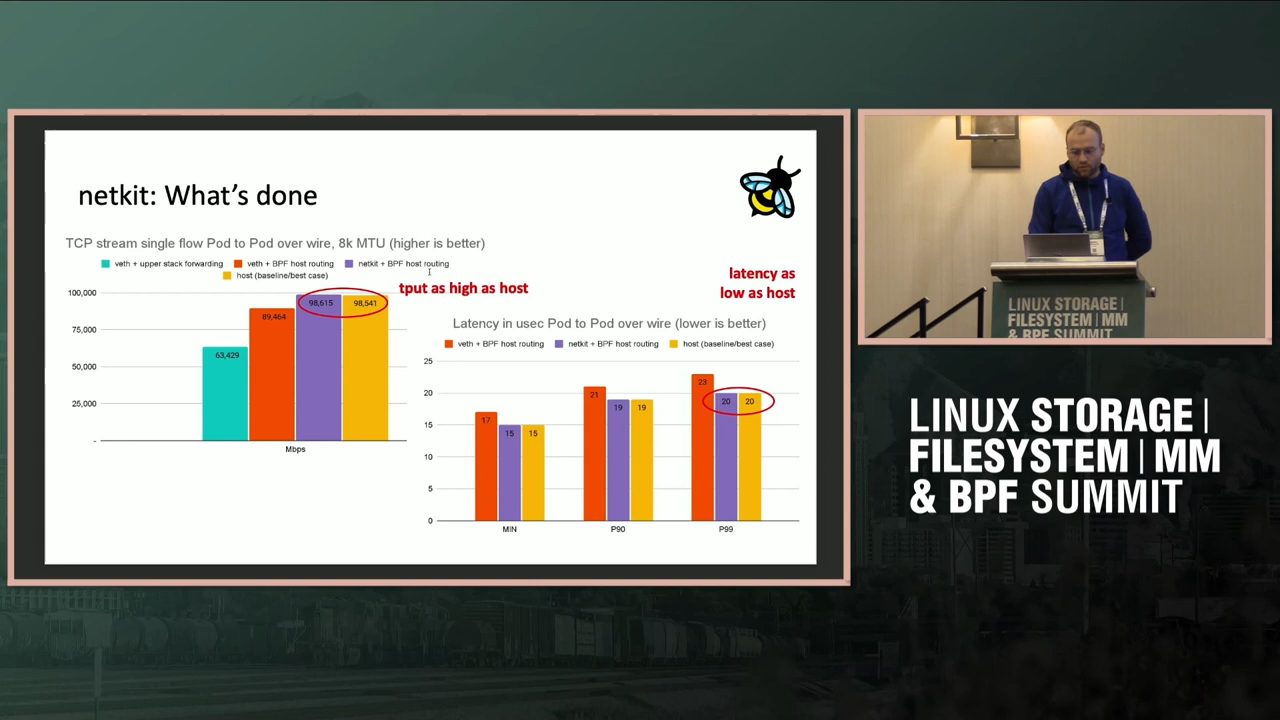 netkit: What's done
TCP stream single flow Pod to Pod over wire, 8k MTU (higher is better)
veth + upper stack forwarding
veth + BPF host routing
netkit + BPF host routing
host (baseline/best case)
tput as high as host
100,000
75,000
50,000
25,000
-
63,429
89,464
98,615
98,541
Mbps
latency as
low as host
Latency in usec Pod to Pod over wire (lower is better)
veth + BPF host routing
netkit + BPF host routing
host (baseline/best case)
25
20
15
10
5
0
17
15
15
21
19
19
23
20
20
MIN
P90
P99
LINUX STORAGE |
FILESYSTEM | MM
& BPF SUMMIT
LINUX STORAGE |
FILESYSTEM | MM
& BPF SUMMIT